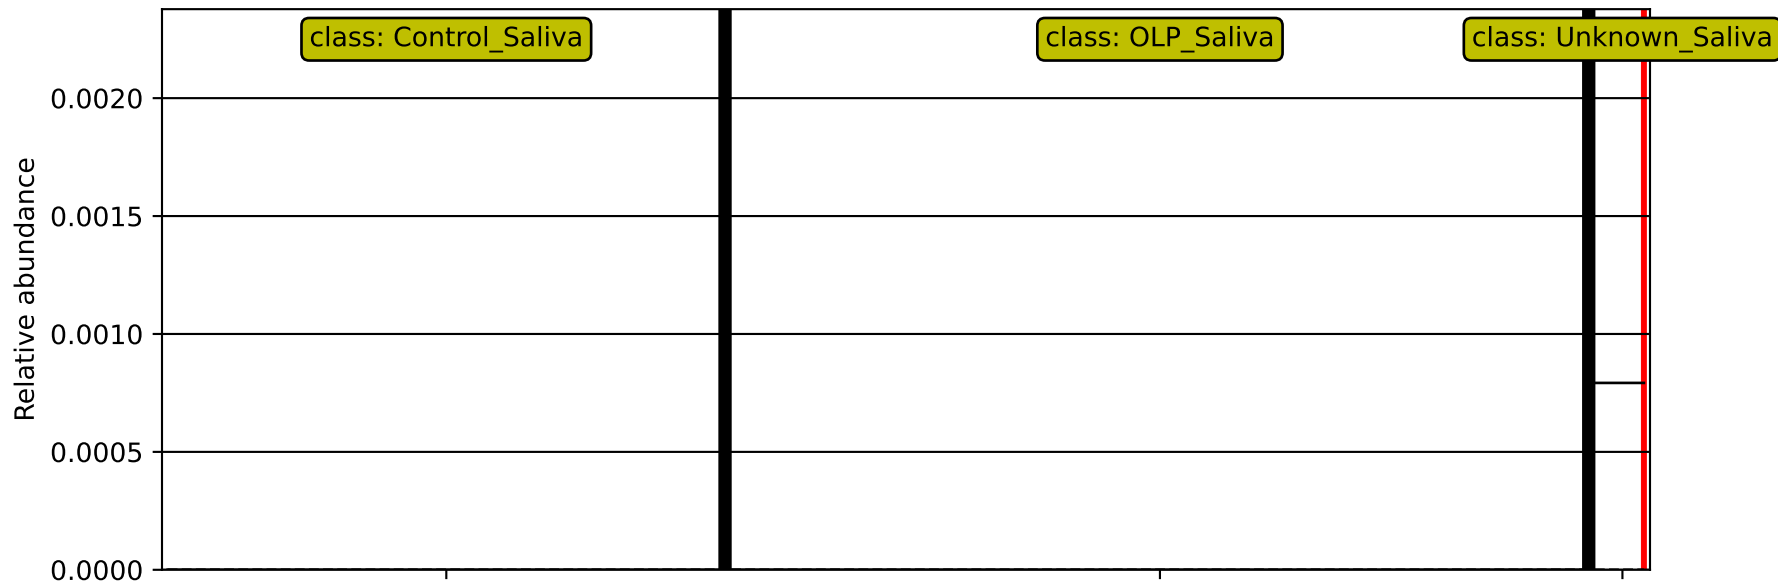 class: Control_Saliva
class: OLP_Saliva
class: Unknown_Saliva
0.0020
0.0015
0.0010
0.0005
0.0000
Relative abundance